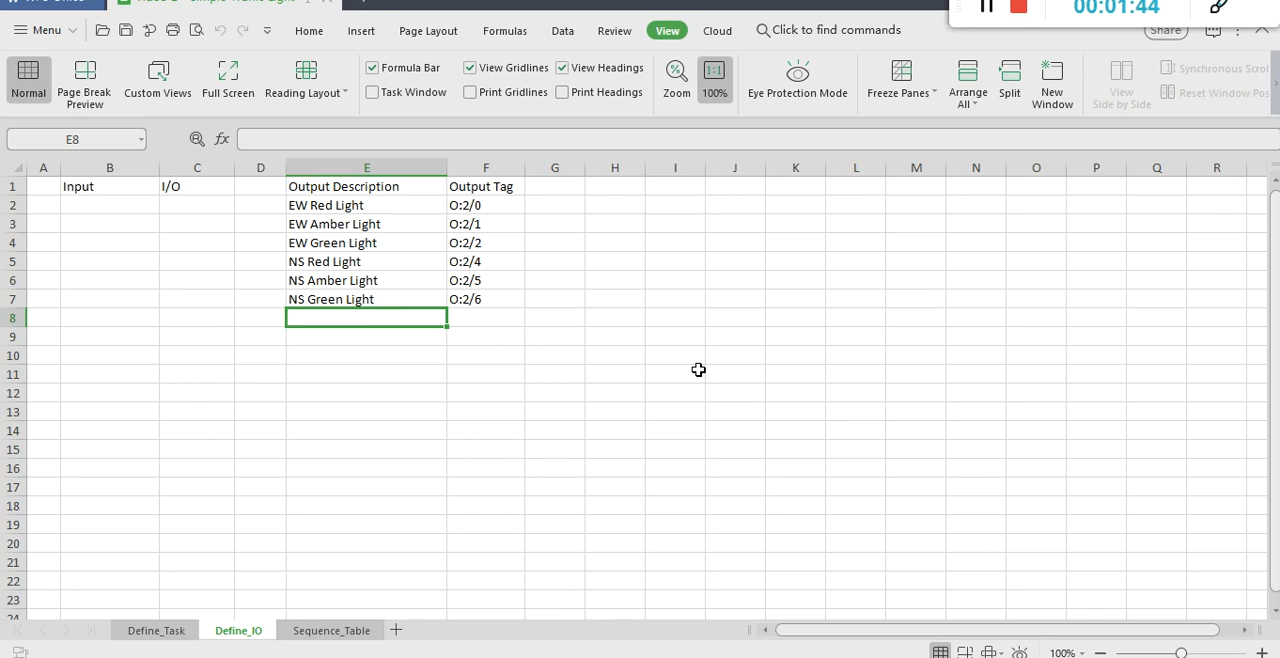 00:01:44
Menu
Home Insert Page Layout Formulas Data Review View Cloud Click to find commands Share
Normal
Page Break Preview
Custom Views
Full Screen
Reading Layout
Formula Bar
Task Window
View Gridlines
Print Gridlines
View Headings
Print Headings
Zoom
1:1
100%
Eye Protection Mode
Freeze Panes
Arrange All
Split
New Window
View Side by Side
Synchronous Scrol
Reset Window Pos
E8 fx
A B C D E F G H I J K L M N O P Q R
1 Input I/O Output Description Output Tag
2 EW Red Light O:2/0
3 EW Amber Light O:2/1
4 EW Green Light O:2/2
5 NS Red Light O:2/4
6 NS Amber Light O:2/5
7 NS Green Light O:2/6
8
9
10
11
12
13
14
15
16
17
18
19
20
21
22
23
24
Define_Task Define_IO Sequence_Table
100%